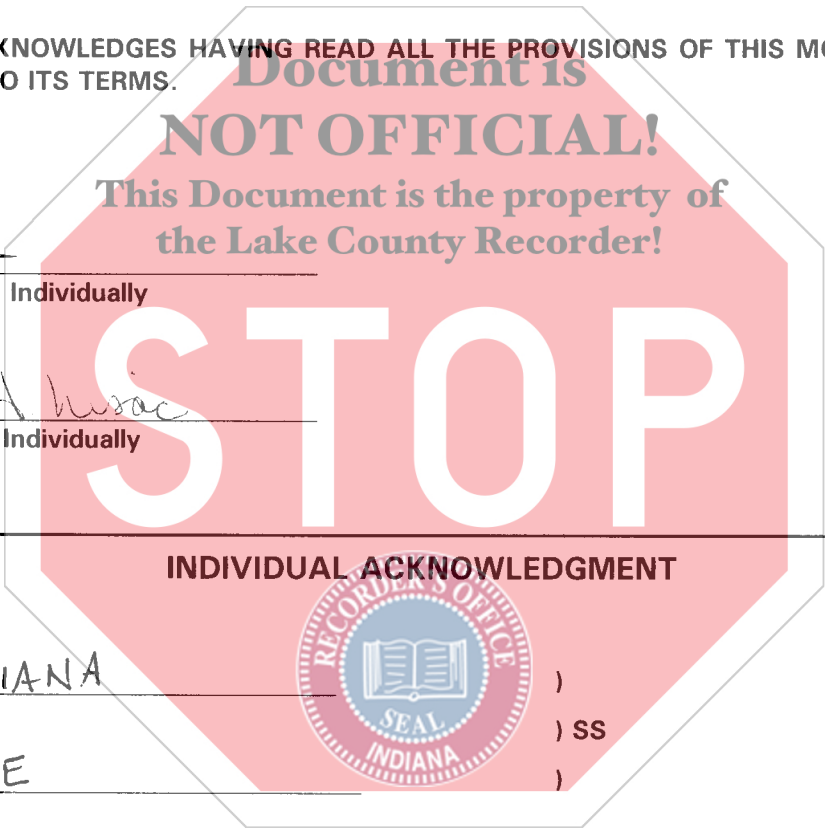 KNOWLEDGES HAVING READ ALL THE PROVISIONS OF THIS MO
O ITS TERMS.
Document is
NOT OFFICIAL!
This Document is the property of
the Lake County Recorder!
Individually
Individually
STOP
INDIVIDUAL ACKNOWLEDGMENT
RECORDER'S OFFICE
SEAL
INDIANA
IANA )
) SS
E )